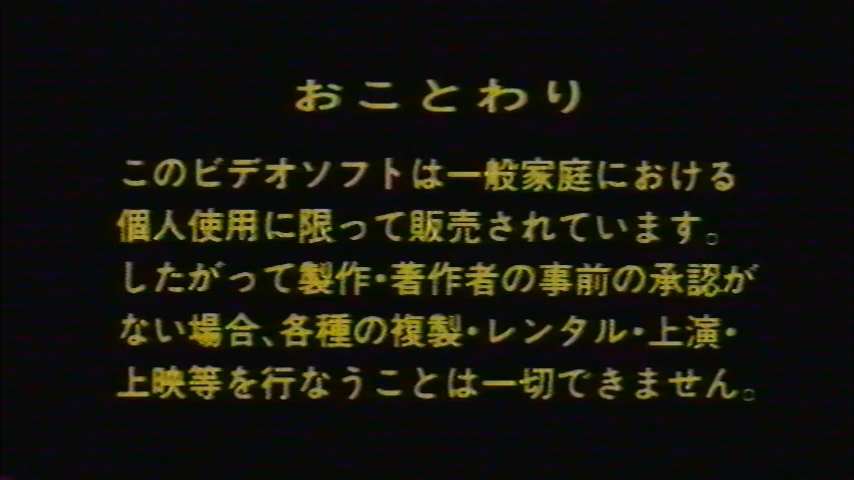 おことわり
このビデオソフトは一般家庭における
個人使用に限って販売されています。
したがって製作・著作者の事前の承認が
ない場合、各種の複製・レンタル・上演・
上映等を行なうことは一切できません。